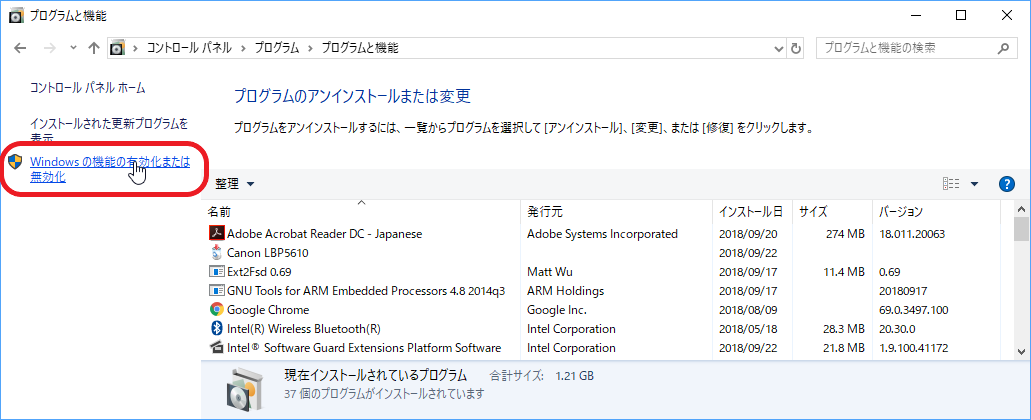 プログラムと機能
コントロール パネル › プログラム › プログラムと機能
プログラムと機能の検索
コントロール パネル ホーム
インストールされた更新プログラムを
表示
Windows の機能の有効化または
無効化
プログラムのアンインストールまたは変更
プログラムをアンインストールするには、一覧からプログラムを選択して [アンインストール]、[変更]、または [修復] をクリックします。
整理
名前 発行元 インストール日 サイズ バージョン
Adobe Acrobat Reader DC - Japanese Adobe Systems Incorporated 2018/09/20 274 MB 18.011.20063
Canon LBP5610 2018/09/22
Ext2Fsd 0.69 Matt Wu 2018/09/17 11.4 MB 0.69
GNU Tools for ARM Embedded Processors 4.8 2014q3 ARM Holdings 2018/09/17 20180917
Google Chrome Google Inc. 2018/08/09 69.0.3497.100
Intel(R) Wireless Bluetooth(R) Intel Corporation 2018/05/18 28.3 MB 20.30.0
Intel® Software Guard Extensions Platform Software Intel Corporation 2018/09/22 21.8 MB 1.9.100.41172
現在インストールされているプログラム 合計サイズ: 1.21 GB
37 個のプログラムがインストールされています